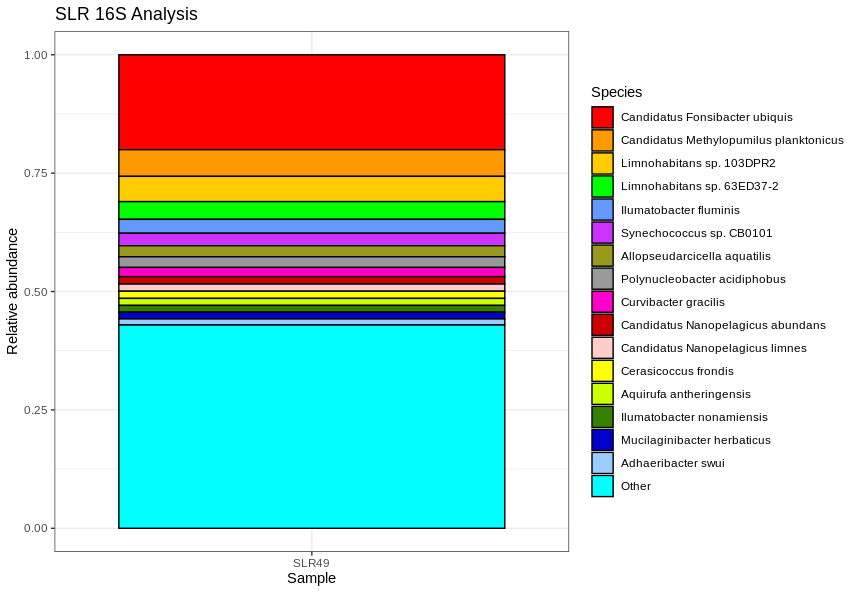 SLR 16S Analysis
1.00
0.75
0.50
0.25
0.00
Relative abundance
SLR49
Sample
Species
Candidatus Fonsibacter ubiquis
Candidatus Methylopumilus planktonicus
Limnohabitans sp. 103DPR2
Limnohabitans sp. 63ED37-2
Ilumatobacter fluminis
Synechococcus sp. CB0101
Allopseudarcicella aquatilis
Polynucleobacter acidiphobus
Curvibacter gracilis
Candidatus Nanopelagicus abundans
Candidatus Nanopelagicus limnes
Cerasicoccus frondis
Aquirufa antheringensis
Ilumatobacter nonamiensis
Mucilaginibacter herbaticus
Adhaeribacter swui
Other